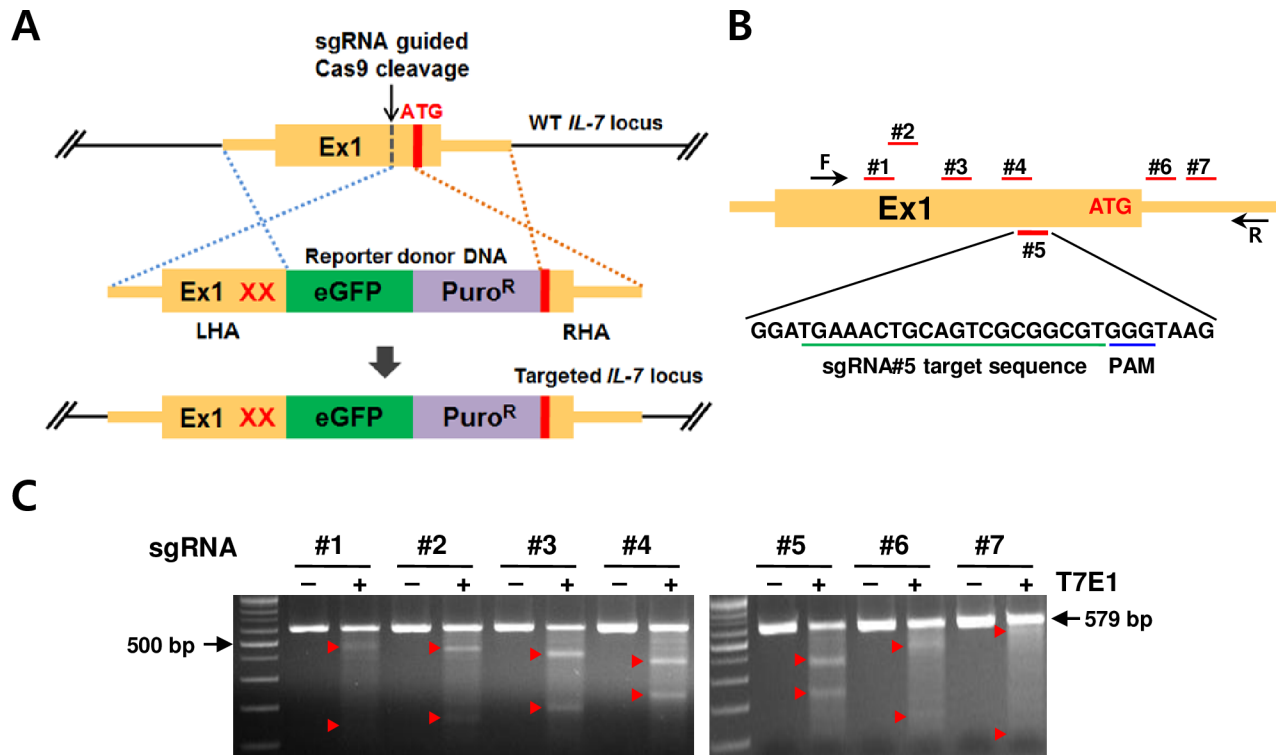 A
sgRNA guided
Cas9 cleavage
ATG
WT IL-7 locus
Ex1
Reporter donor DNA
Ex1 XX eGFP Puro^R
LHA RHA
Targeted IL-7 locus
Ex1 XX eGFP Puro^R
B
#2
F #1 #3 #4 #6 #7
Ex1 ATG
R
#5
GGATGAAACTGCAGTCGCGGCGTGGGTAAG
sgRNA#5 target sequence PAM
C
sgRNA #1 #2 #3 #4 #5 #6 #7
– + – + – + – + – + – + – + T7E1
500 bp 579 bp